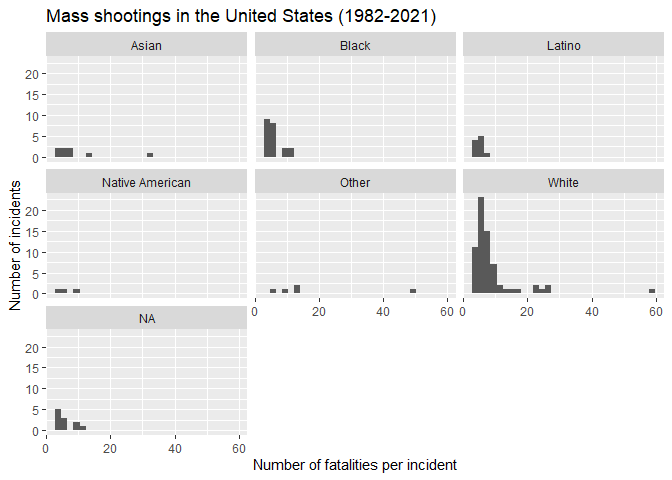 Mass shootings in the United States (1982-2021)
Asian
Black
Latino
20
15
10
5
0
Native American
Other
White
20
15
10
5
0
0 20 40 60
0 20 40 60
NA
20
15
10
5
0
0 20 40 60
Number of incidents
Number of fatalities per incident